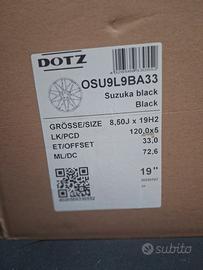 DOTZ
OSU9L9BA33
Suzuka black
Black
GRÖSSE/SIZE 8,50J x 19H2
LK/PCD 120,0x5
ET/OFFSET 33,0
ML/DC 72,6
19"
subito